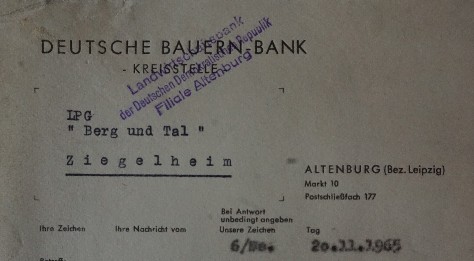 DEUTSCHE BAUERN-BANK
- KREISSTELLE -
Landwirtschaftsbank
der Deutschen Demokratischen Republik
Filiale Altenburg
LPG
" Berg und Tal "
Ziegelheim
ALTENBURG (Bez. Leipzig)
Markt 10
Postschließfach 177
Bei Antwort
unbedingt angeben
Ihre Zeichen Ihre Nachricht vom Unsere Zeichen Tag
6/We. 20.11.1965
Betreff: